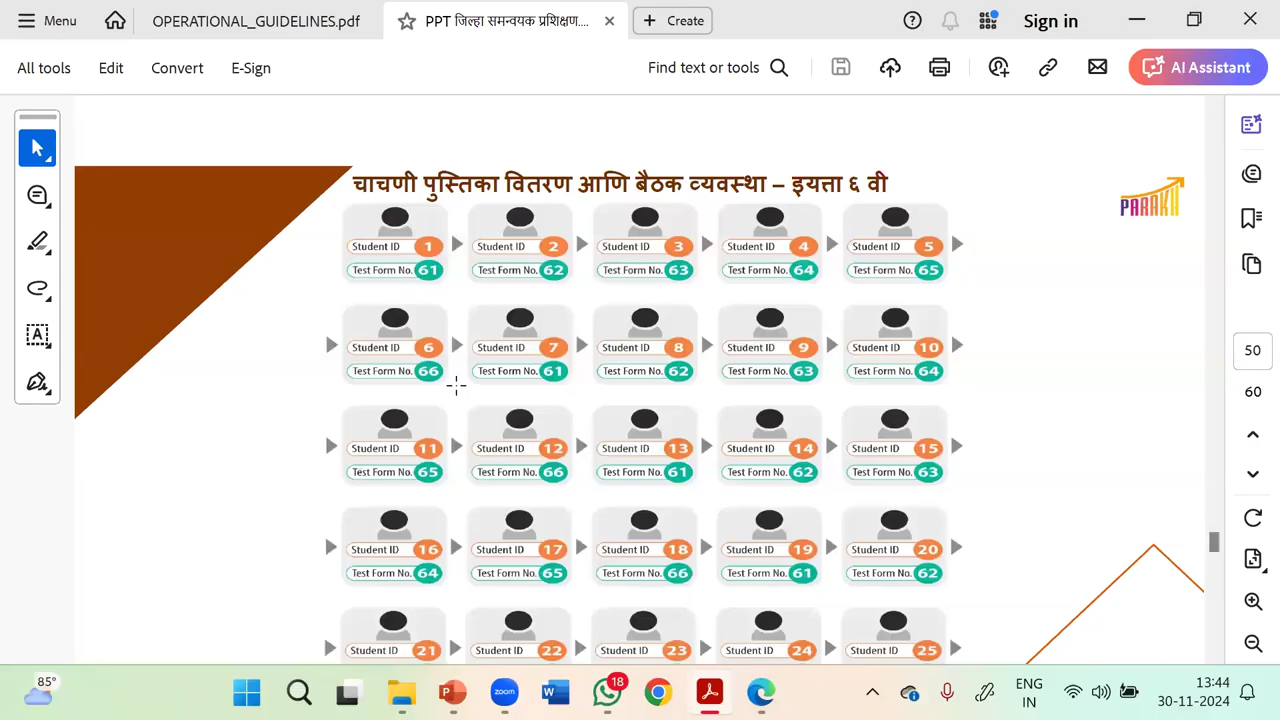 Menu
OPERATIONAL_GUIDELINES.pdf
PPT जिल्हा समन्वयक प्रशिक्षण....
Create
Sign in
All tools
Edit
Convert
E-Sign
Find text or tools
AI Assistant
चाचणी पुस्तिका वितरण आणि बैठक व्यवस्था – इयत्ता ६ वी
PARAKH
Student ID 1 Student ID 2 Student ID 3 Student ID 4 Student ID 5
Test Form No. 61 Test Form No. 62 Test Form No. 63 Test Form No. 64 Test Form No. 65
Student ID 6 Student ID 7 Student ID 8 Student ID 9 Student ID 10
Test Form No. 66 Test Form No. 61 Test Form No. 62 Test Form No. 63 Test Form No. 64
Student ID 11 Student ID 12 Student ID 13 Student ID 14 Student ID 15
Test Form No. 65 Test Form No. 66 Test Form No. 61 Test Form No. 62 Test Form No. 63
Student ID 16 Student ID 17 Student ID 18 Student ID 19 Student ID 20
Test Form No. 64 Test Form No. 65 Test Form No. 66 Test Form No. 61 Test Form No. 62
Student ID 21 Student ID 22 Student ID 23 Student ID 24 Student ID 25
50
60
85°
zoom
18
ENG
IN
13:44
30-11-2024